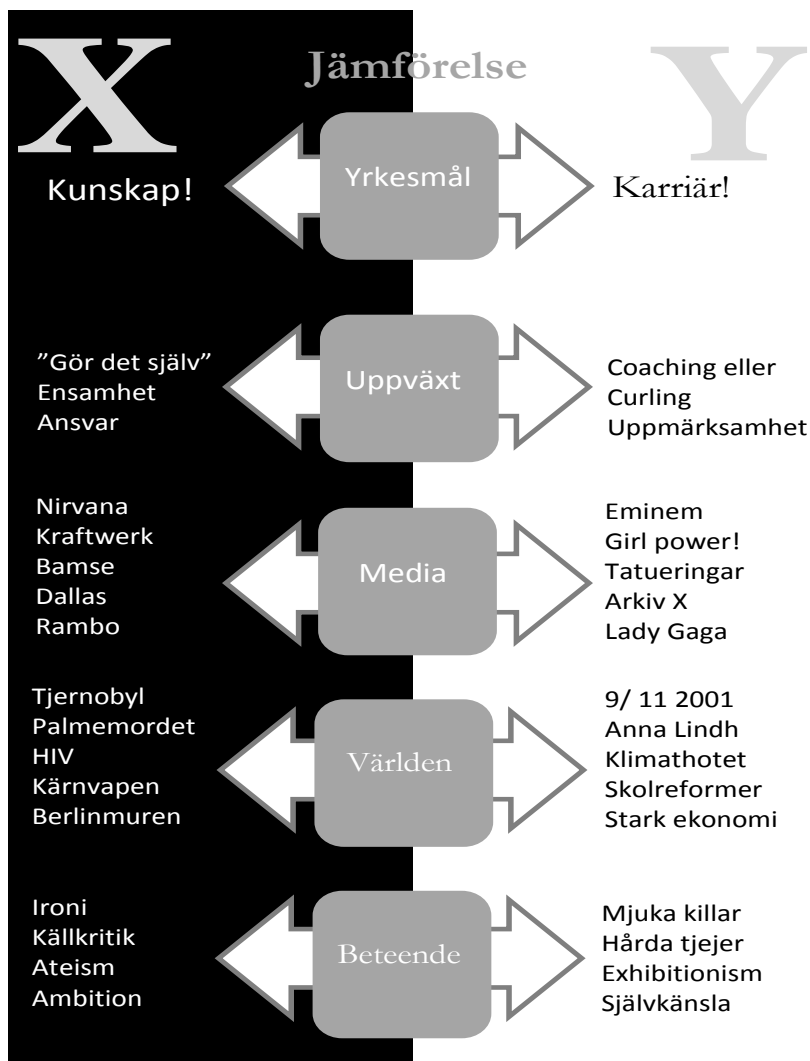 X
Jämförelse
Y
Kunskap!
Yrkesmål
Karriär!
”Gör det själv”
Ensamhet
Ansvar
Uppväxt
Coaching eller
Curling
Uppmärksamhet
Nirvana
Kraftwerk
Bamse
Dallas
Rambo
Media
Eminem
Girl power!
Tatueringar
Arkiv X
Lady Gaga
Tjernobyl
Palmemordet
HIV
Kärnvapen
Berlinmuren
Världen
9/ 11 2001
Anna Lindh
Klimathotet
Skolreformer
Stark ekonomi
Ironi
Källkritik
Ateism
Ambition
Beteende
Mjuka killar
Hårda tjejer
Exhibitionism
Självkänsla